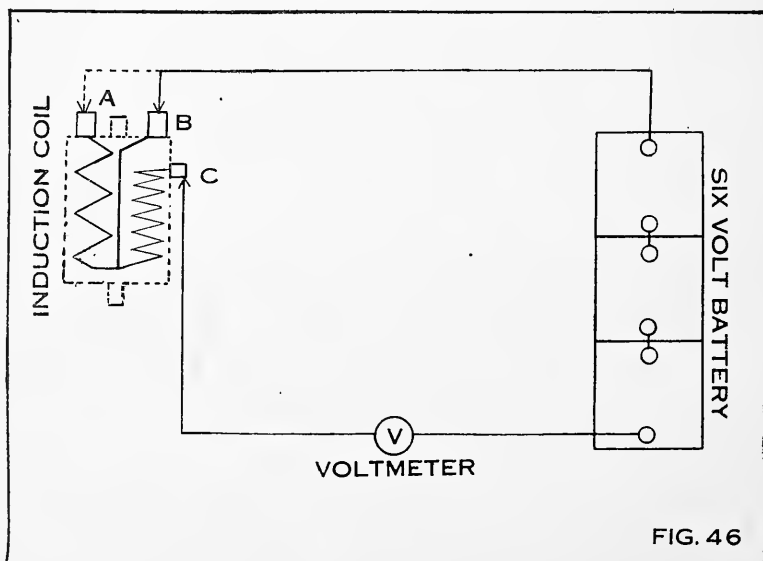 INDUCTION COIL
A
B
C
SIX VOLT BATTERY
V
VOLTMETER
FIG. 46